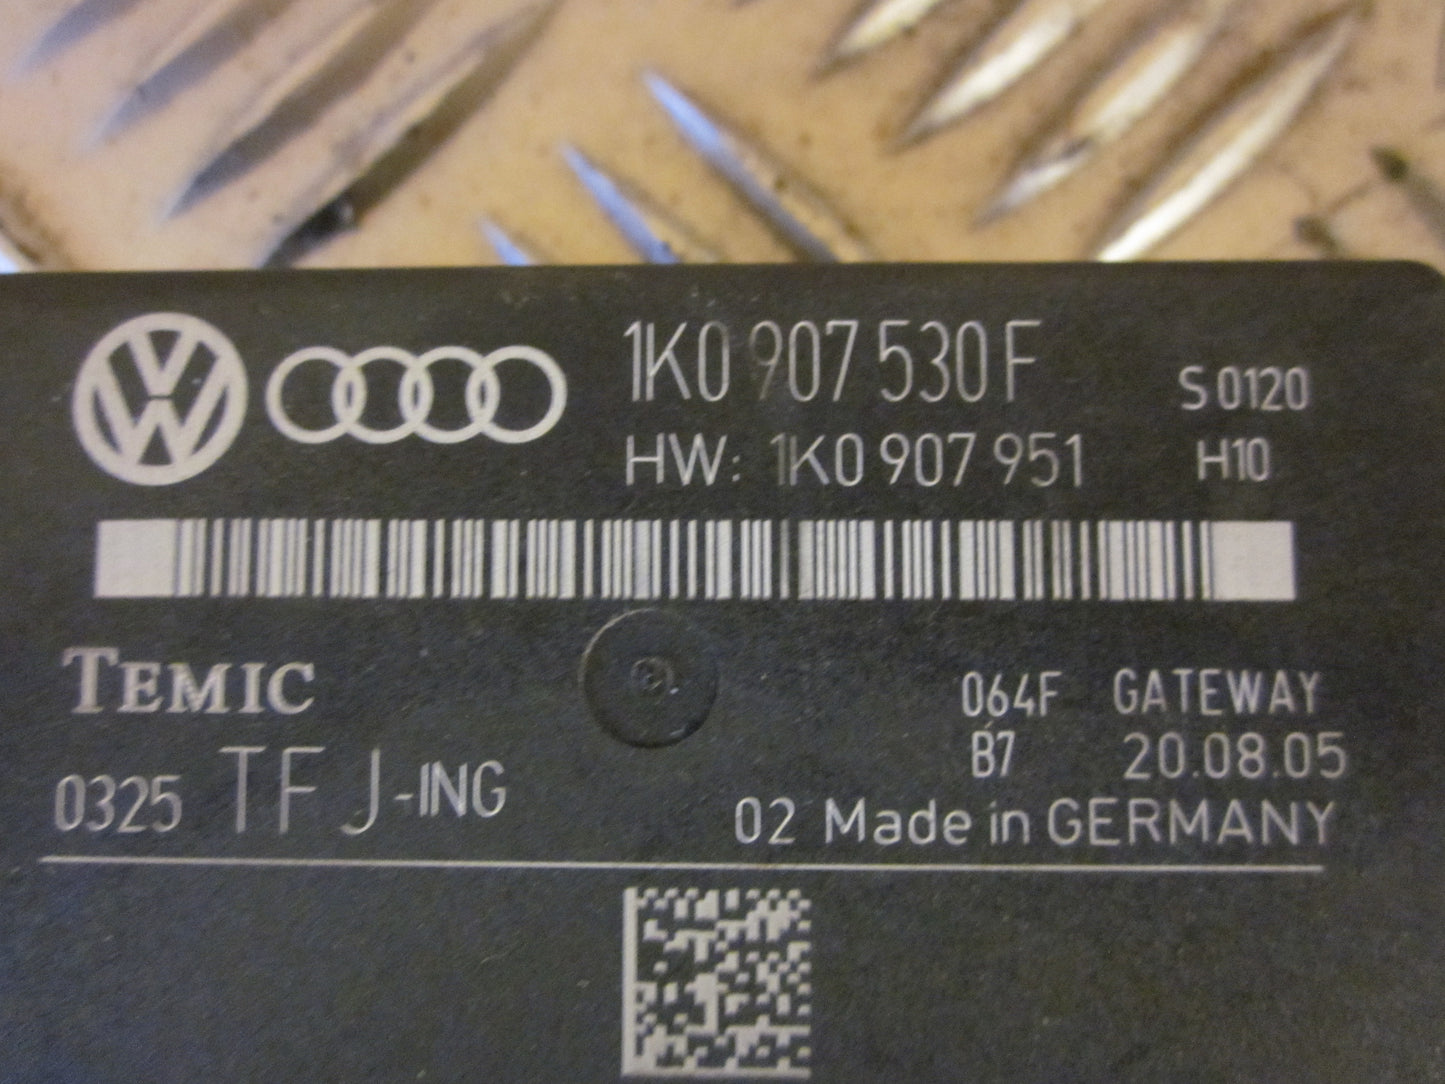 1K0 907 530 F
S 0120
HW: 1K0 907 951
H10
TEMIC
064F GATEWAY
B7 20.08.05
0325 TF J-ING
02 Made in GERMANY